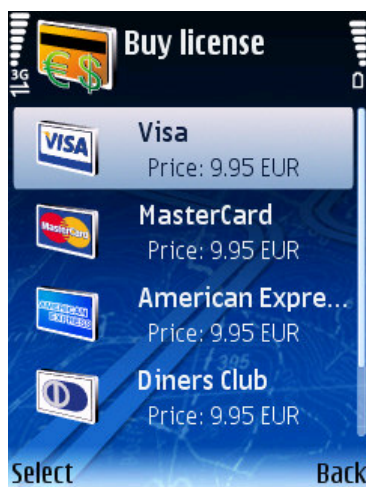 Buy license
3G
VISA
Visa
Price: 9.95 EUR
MasterCard
MasterCard
Price: 9.95 EUR
AMERICAN
EXPRESS
American Expre...
Price: 9.95 EUR
395
Diners Club
Price: 9.95 EUR
Select
Back